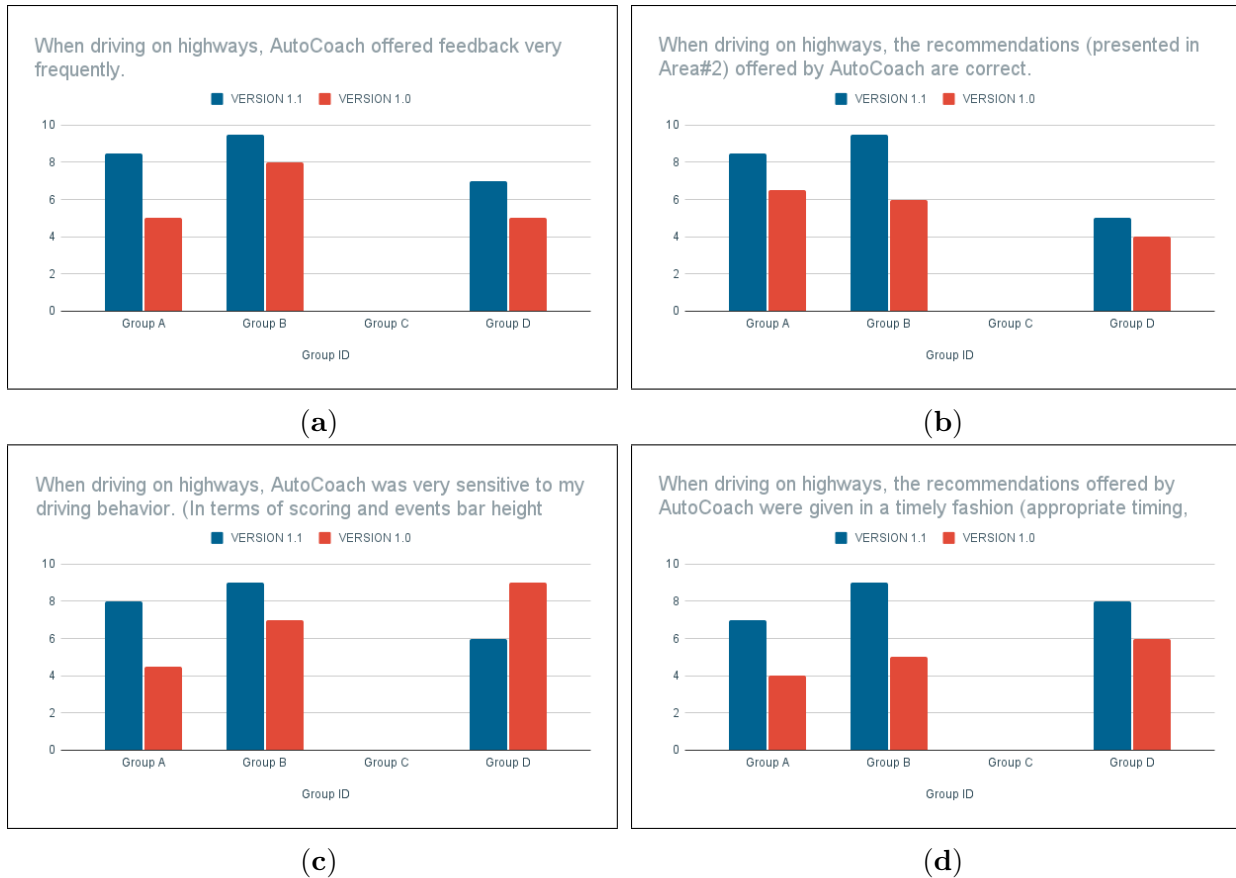 When driving on highways, AutoCoach offered feedback very
frequently.
VERSION 1.1 VERSION 1.0
10
8
6
4
2
0
Group A Group B Group C Group D
Group ID
(a)
When driving on highways, the recommendations (presented in
Area#2) offered by AutoCoach are correct.
VERSION 1.1 VERSION 1.0
10
8
6
4
2
0
Group A Group B Group C Group D
Group ID
(b)
When driving on highways, AutoCoach was very sensitive to my
driving behavior. (In terms of scoring and events bar height
VERSION 1.1 VERSION 1.0
10
8
6
4
2
0
Group A Group B Group C Group D
Group ID
(c)
When driving on highways, the recommendations offered by
AutoCoach were given in a timely fashion (appropriate timing,
VERSION 1.1 VERSION 1.0
10
8
6
4
2
0
Group A Group B Group C Group D
Group ID
(d)